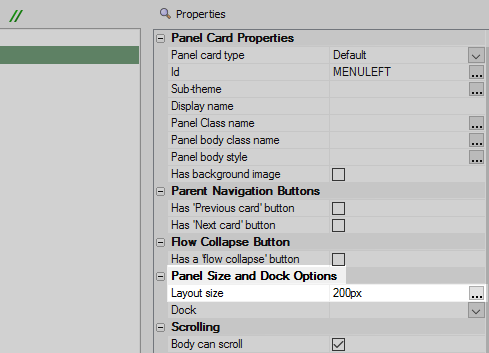 // Properties
Panel Card Properties
Panel card type Default
Id MENULEFT ...
Sub-theme ...
Display name
Panel Class name ...
Panel body class name ...
Panel body style ...
Has background image
Parent Navigation Buttons
Has 'Previous card' button
Has 'Next card' button
Flow Collapse Button
Has a 'flow collapse' button
Panel Size and Dock Options
Layout size 200px ...
Dock
Scrolling
Body can scroll